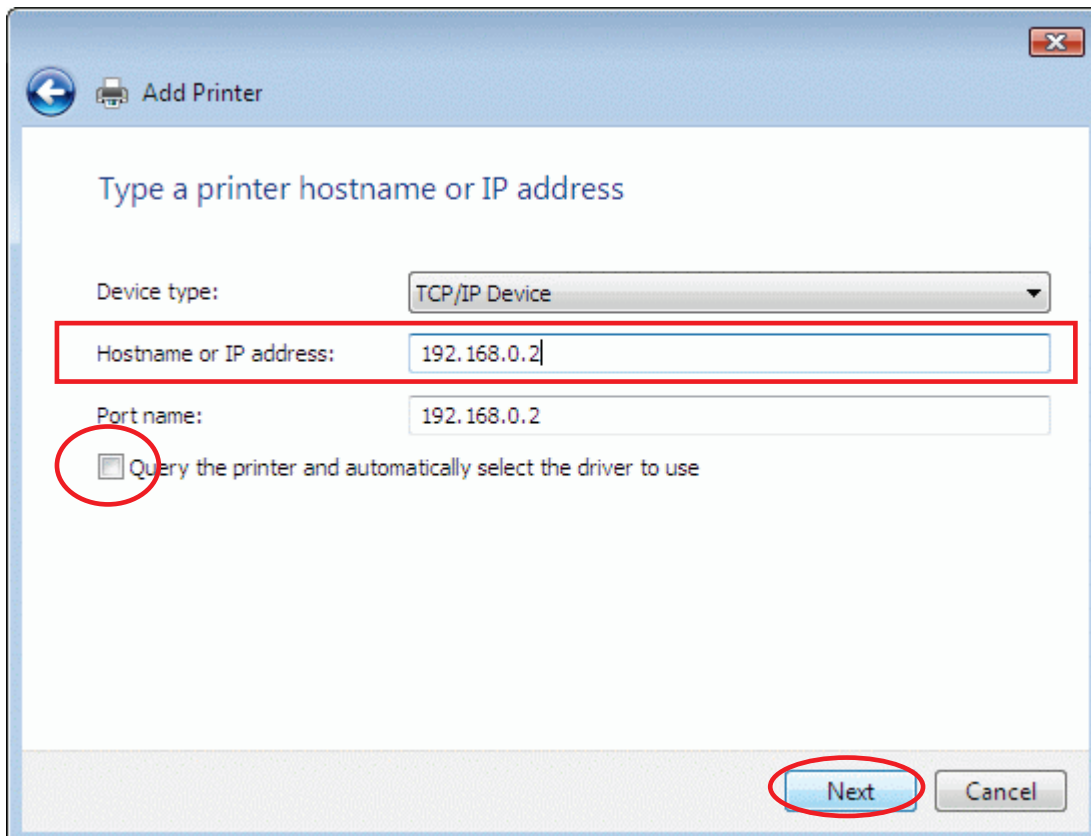 Add Printer
Type a printer hostname or IP address
Device type: TCP/IP Device
Hostname or IP address: 192.168.0.2
Port name: 192.168.0.2
Query the printer and automatically select the driver to use
Next Cancel